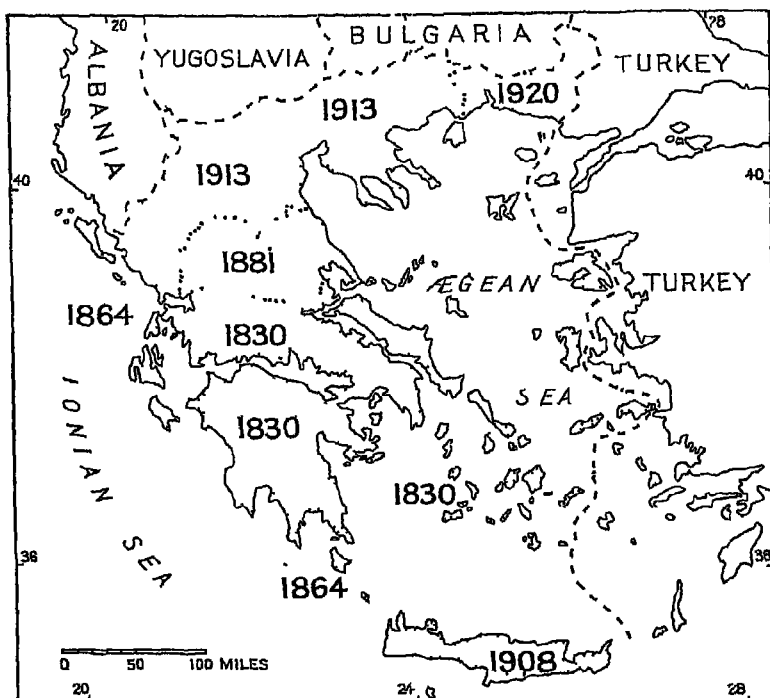 20
BULGARIA
28
ALBANIA
YUGOSLAVIA
TURKEY
1920
1913
1913
40
40
1881
ÆGEAN
TURKEY
1864
1830
SEA
1830
1830
IONIAN SEA
36
36
1864
0 50 100 MILES
1908
20
24
28